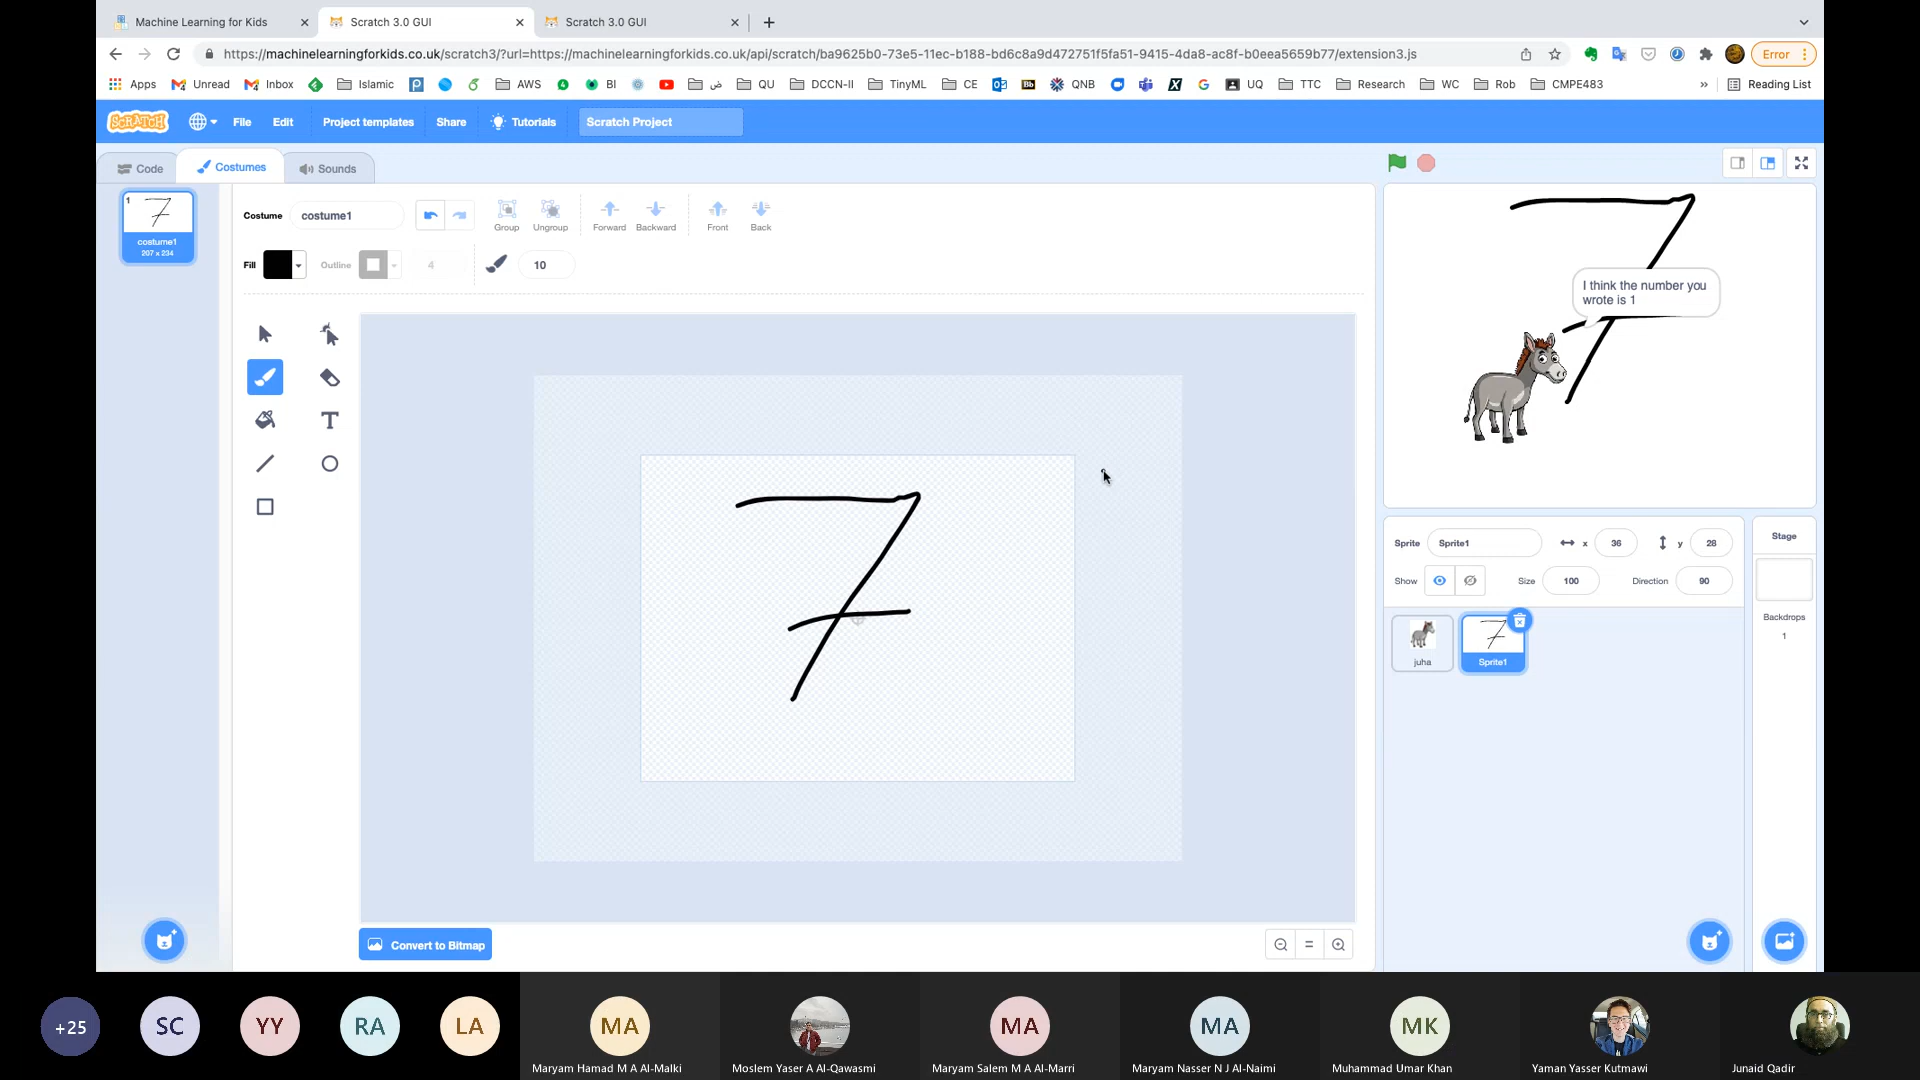 Machine Learning for Kids
Scratch 3.0 GUI
Scratch 3.0 GUI
https://machinelearningforkids.co.uk/scratch3/?url=https://machinelearningforkids.co.uk/api/scratch/ba9625b0-73e5-11ec-b188-bd6c8a9d472751f5fa51-9415-4da8-ac8f-b0eea5659b77/extension3.js
Error
Apps Unread Inbox Islamic AWS BI ض QU DCCN-II TinyML CE Bb QNB UQ TTC Research WC Rob CMPE483 » Reading List
SCRATCH File Edit Project templates Share Tutorials Scratch Project
Code Costumes Sounds
1
7
costume1
207 x 234
Costume costume1
Group Ungroup Forward Backward Front Back
Fill Outline 4 10
T
7
Convert to Bitmap
7
I think the number you
wrote is 1
Sprite Sprite1 x 36 y 28
Show Size 100 Direction 90
juha
7
Sprite1
Stage
Backdrops
1
+25 SC YY RA LA MA MA MA MK
Maryam Hamad M A Al-Malki Moslem Yaser A Al-Qawasmi Maryam Salem M A Al-Marri Maryam Nasser N J Al-Naimi Muhammad Umar Khan Yaman Yasser Kutmawi Junaid Qadir